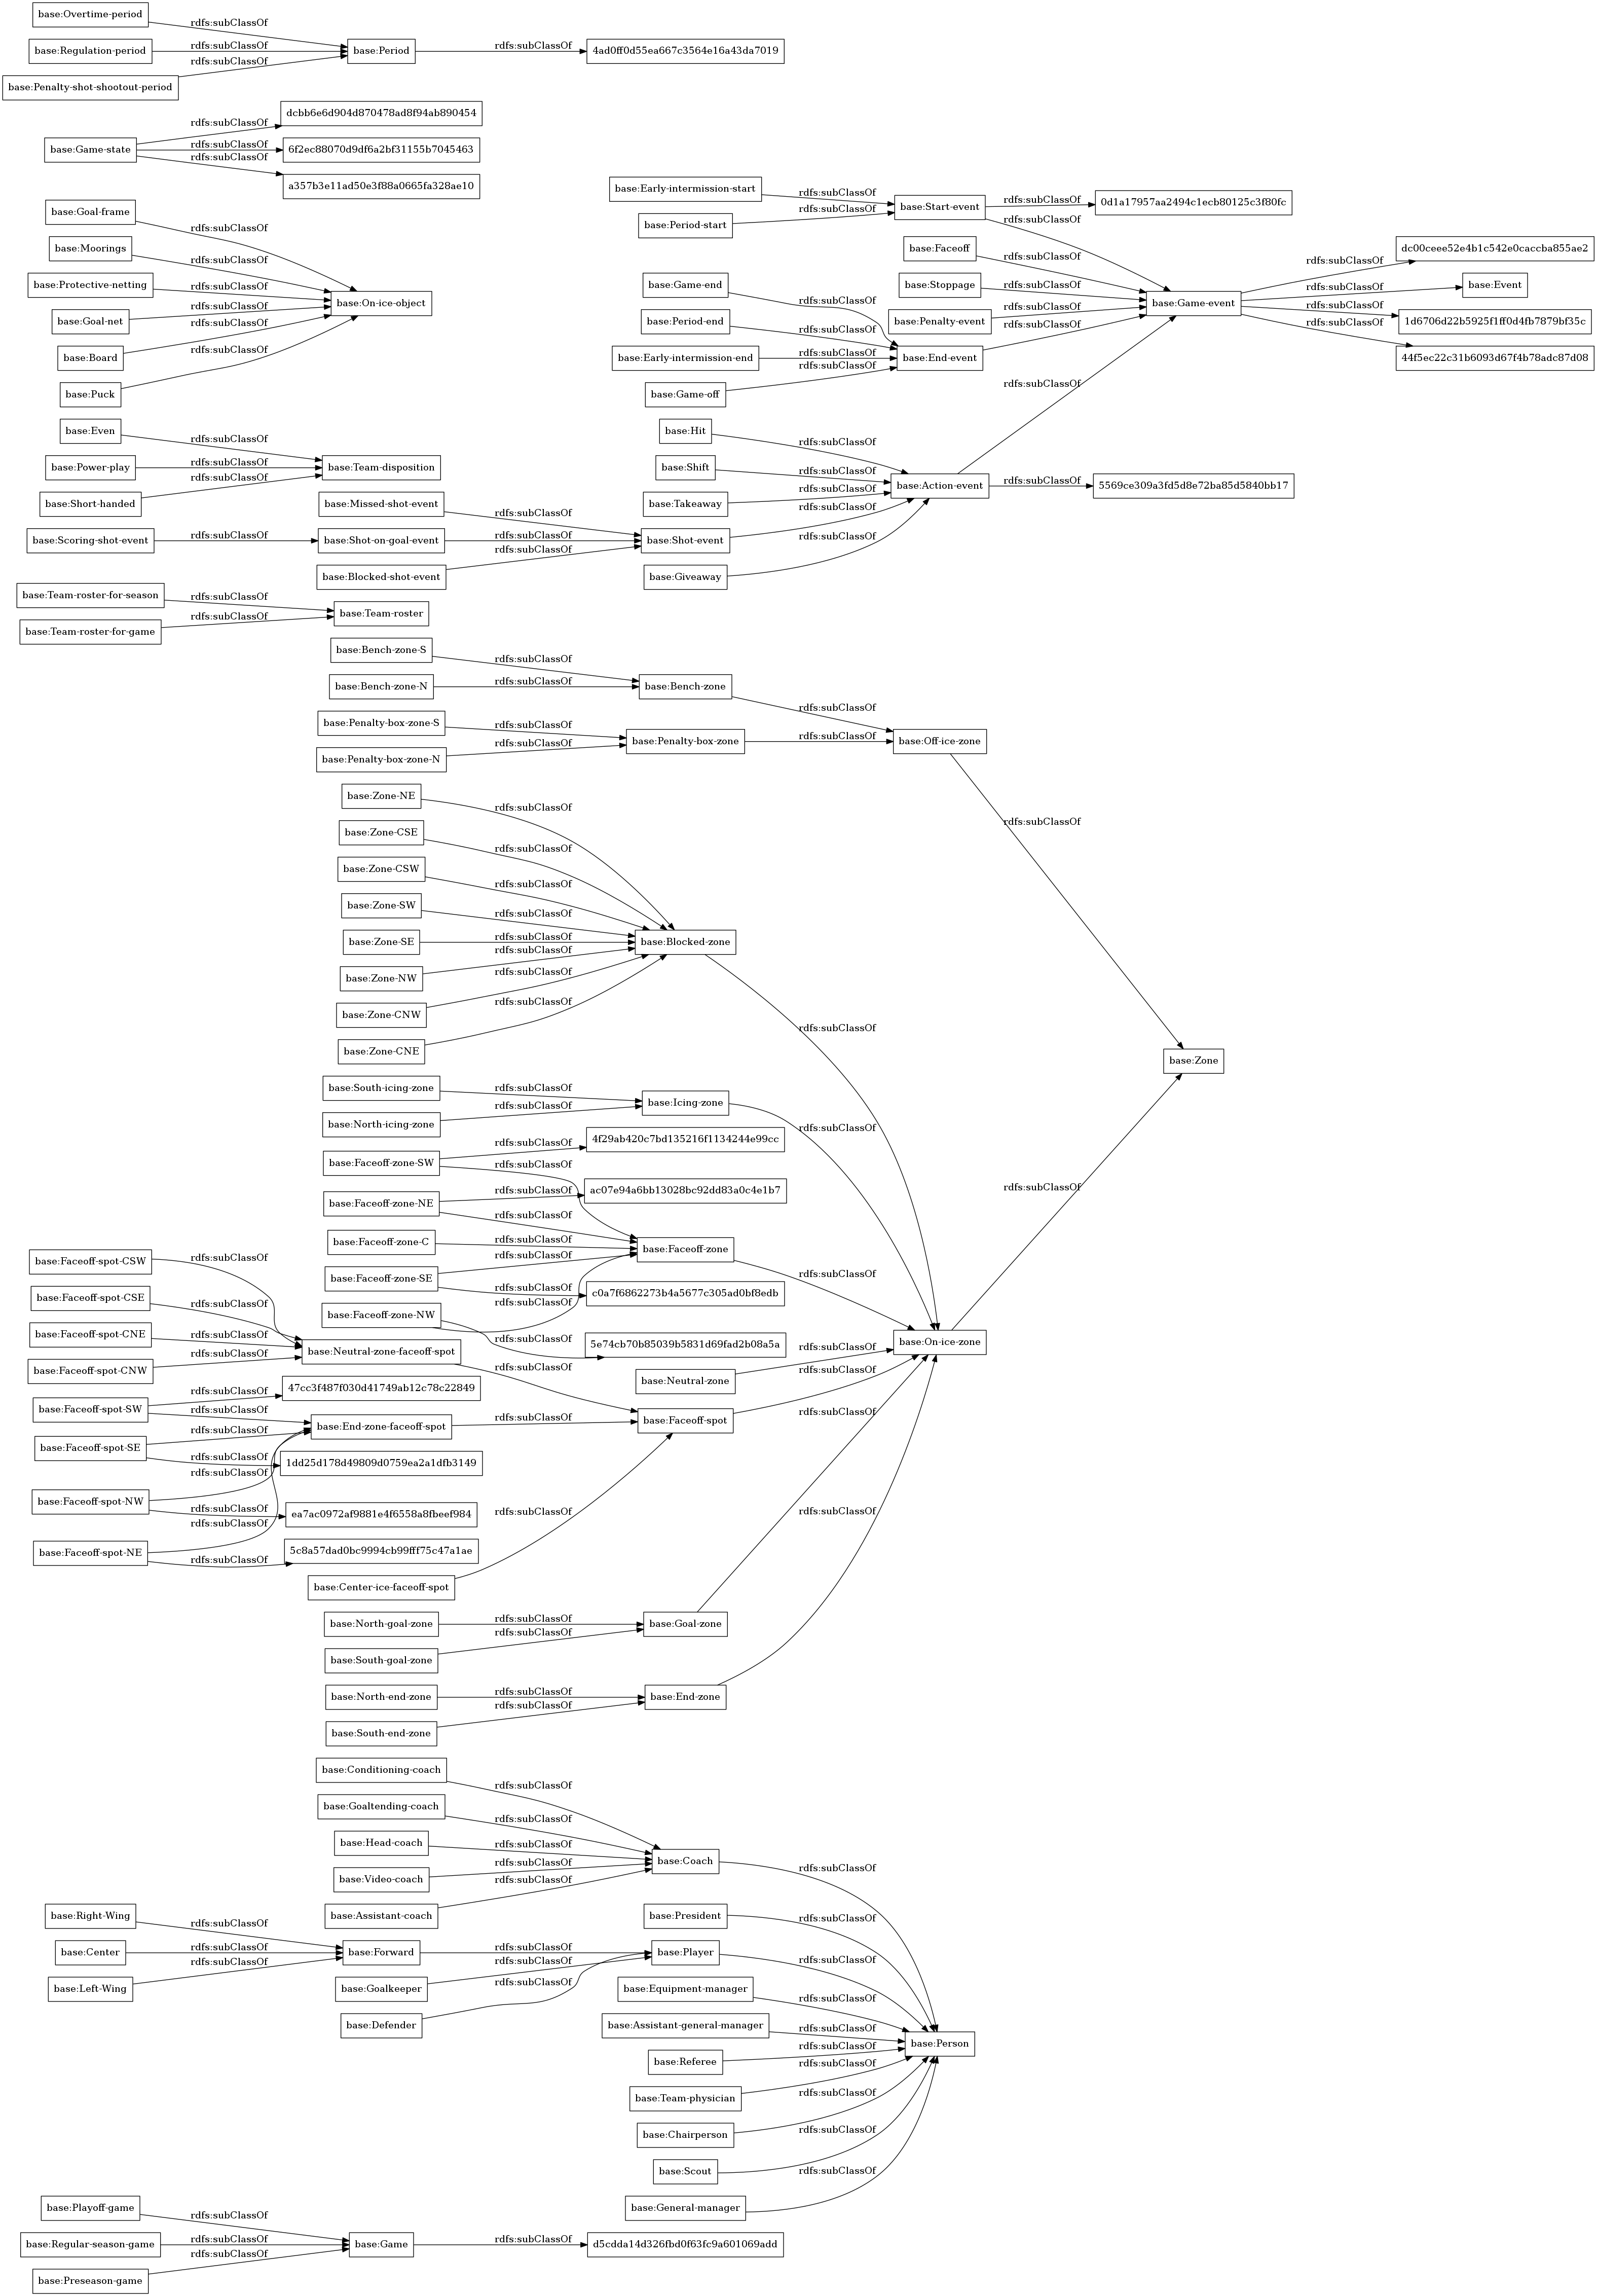 base:Overtime-period
rdfs:subClassOf
base:Regulation-period
rdfs:subClassOf
base:Period
rdfs:subClassOf
4ad0ff0d55ea667c3564e16a43da7019
rdfs:subClassOf
base:Penalty-shot-shootout-period
dcbb6e6d904d870478ad8f94ab890454
rdfs:subClassOf
base:Game-state
rdfs:subClassOf
6f2ec88070d9df6a2bf31155b7045463
rdfs:subClassOf
a357b3e11ad50e3f88a0665fa328ae10
base:Goal-frame
rdfs:subClassOf
base:Moorings
rdfs:subClassOf
base:Protective-netting
rdfs:subClassOf
base:On-ice-object
base:Goal-net
rdfs:subClassOf
base:Board
rdfs:subClassOf
base:Puck
rdfs:subClassOf
base:Early-intermission-start
rdfs:subClassOf
base:Period-start
rdfs:subClassOf
base:Start-event
rdfs:subClassOf
0d1a17957aa2494c1ecb80125c3f80fc
rdfs:subClassOf
base:Faceoff
rdfs:subClassOf
base:Stoppage
rdfs:subClassOf
base:Penalty-event
rdfs:subClassOf
base:Game-event
rdfs:subClassOf
dc00ceee52e4b1c542e0caccba855ae2
rdfs:subClassOf
base:Event
rdfs:subClassOf
1d6706d22b5925f1ff0d4fb7879bf35c
rdfs:subClassOf
44f5ec22c31b6093d67f4b78adc87d08
base:Game-end
rdfs:subClassOf
base:Period-end
rdfs:subClassOf
base:Early-intermission-end
rdfs:subClassOf
base:Game-off
rdfs:subClassOf
base:End-event
rdfs:subClassOf
base:Even
rdfs:subClassOf
base:Power-play
rdfs:subClassOf
base:Team-disposition
base:Short-handed
rdfs:subClassOf
base:Hit
rdfs:subClassOf
base:Shift
rdfs:subClassOf
base:Takeaway
rdfs:subClassOf
base:Action-event
rdfs:subClassOf
rdfs:subClassOf
5569ce309a3fd5d8e72ba85d5840bb17
base:Missed-shot-event
rdfs:subClassOf
base:Scoring-shot-event
rdfs:subClassOf
base:Shot-on-goal-event
rdfs:subClassOf
base:Shot-event
rdfs:subClassOf
base:Blocked-shot-event
rdfs:subClassOf
base:Giveaway
rdfs:subClassOf
base:Team-roster-for-season
rdfs:subClassOf
base:Team-roster
base:Team-roster-for-game
rdfs:subClassOf
base:Bench-zone-S
rdfs:subClassOf
base:Bench-zone-N
rdfs:subClassOf
base:Bench-zone
rdfs:subClassOf
base:Penalty-box-zone-S
rdfs:subClassOf
base:Penalty-box-zone
rdfs:subClassOf
base:Off-ice-zone
base:Penalty-box-zone-N
rdfs:subClassOf
rdfs:subClassOf
base:Zone-NE
rdfs:subClassOf
base:Zone-CSE
rdfs:subClassOf
base:Zone-CSW
rdfs:subClassOf
base:Zone-SW
rdfs:subClassOf
base:Zone-SE
rdfs:subClassOf
base:Blocked-zone
base:Zone-NW
rdfs:subClassOf
base:Zone-CNW
rdfs:subClassOf
base:Zone-CNE
rdfs:subClassOf
rdfs:subClassOf
base:Zone
base:South-icing-zone
rdfs:subClassOf
base:Icing-zone
rdfs:subClassOf
base:North-icing-zone
rdfs:subClassOf
base:Faceoff-zone-SW
rdfs:subClassOf
4f29ab420c7bd135216f1134244e99cc
rdfs:subClassOf
base:Faceoff-zone-NE
rdfs:subClassOf
ac07e94a6bb13028bc92dd83a0c4e1b7
rdfs:subClassOf
rdfs:subClassOf
base:Faceoff-zone-C
rdfs:subClassOf
base:Faceoff-zone
rdfs:subClassOf
base:Faceoff-zone-SE
rdfs:subClassOf
rdfs:subClassOf
c0a7f6862273b4a5677c305ad0bf8edb
base:Faceoff-zone-NW
rdfs:subClassOf
rdfs:subClassOf
5e74cb70b85039b5831d69fad2b08a5a
base:Faceoff-spot-CSW
rdfs:subClassOf
base:Faceoff-spot-CSE
rdfs:subClassOf
base:Faceoff-spot-CNE
rdfs:subClassOf
base:Neutral-zone-faceoff-spot
rdfs:subClassOf
base:Faceoff-spot-CNW
rdfs:subClassOf
base:Neutral-zone
rdfs:subClassOf
base:On-ice-zone
base:Faceoff-spot-SW
rdfs:subClassOf
47cc3f487f030d41749ab12c78c22849
rdfs:subClassOf
base:End-zone-faceoff-spot
rdfs:subClassOf
base:Faceoff-spot
rdfs:subClassOf
base:Faceoff-spot-SE
rdfs:subClassOf
rdfs:subClassOf
1dd25d178d49809d0759ea2a1dfb3149
base:Faceoff-spot-NW
rdfs:subClassOf
rdfs:subClassOf
ea7ac0972af9881e4f6558a8fbeef984
base:Faceoff-spot-NE
rdfs:subClassOf
rdfs:subClassOf
5c8a57dad0bc9994cb99fff75c47a1ae
base:Center-ice-faceoff-spot
rdfs:subClassOf
base:North-goal-zone
rdfs:subClassOf
base:Goal-zone
rdfs:subClassOf
base:South-goal-zone
rdfs:subClassOf
base:North-end-zone
rdfs:subClassOf
base:End-zone
rdfs:subClassOf
base:South-end-zone
rdfs:subClassOf
base:Conditioning-coach
rdfs:subClassOf
base:Goaltending-coach
rdfs:subClassOf
base:Head-coach
rdfs:subClassOf
base:Coach
rdfs:subClassOf
base:Video-coach
rdfs:subClassOf
base:Assistant-coach
rdfs:subClassOf
base:Right-Wing
rdfs:subClassOf
base:Center
rdfs:subClassOf
base:Forward
rdfs:subClassOf
base:Left-Wing
rdfs:subClassOf
base:Goalkeeper
rdfs:subClassOf
base:Defender
rdfs:subClassOf
base:President
rdfs:subClassOf
base:Player
rdfs:subClassOf
base:Equipment-manager
rdfs:subClassOf
base:Assistant-general-manager
rdfs:subClassOf
base:Person
base:Referee
rdfs:subClassOf
base:Team-physician
rdfs:subClassOf
base:Chairperson
rdfs:subClassOf
base:Scout
rdfs:subClassOf
base:General-manager
rdfs:subClassOf
base:Playoff-game
rdfs:subClassOf
base:Regular-season-game
rdfs:subClassOf
base:Game
rdfs:subClassOf
d5cdda14d326fbd0f63fc9a601069add
base:Preseason-game
rdfs:subClassOf